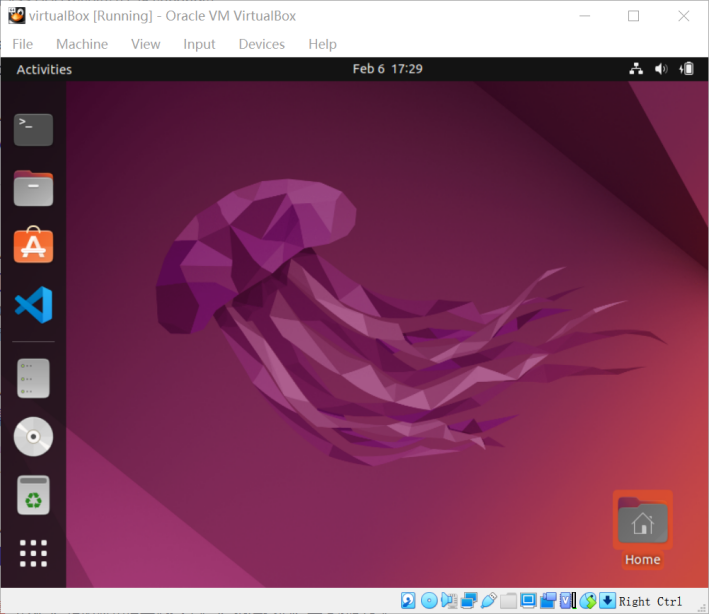 virtualBox [Running] - Oracle VM VirtualBox
File Machine View Input Devices Help
Activities Feb 6 17:29
>_
Home
Right Ctrl